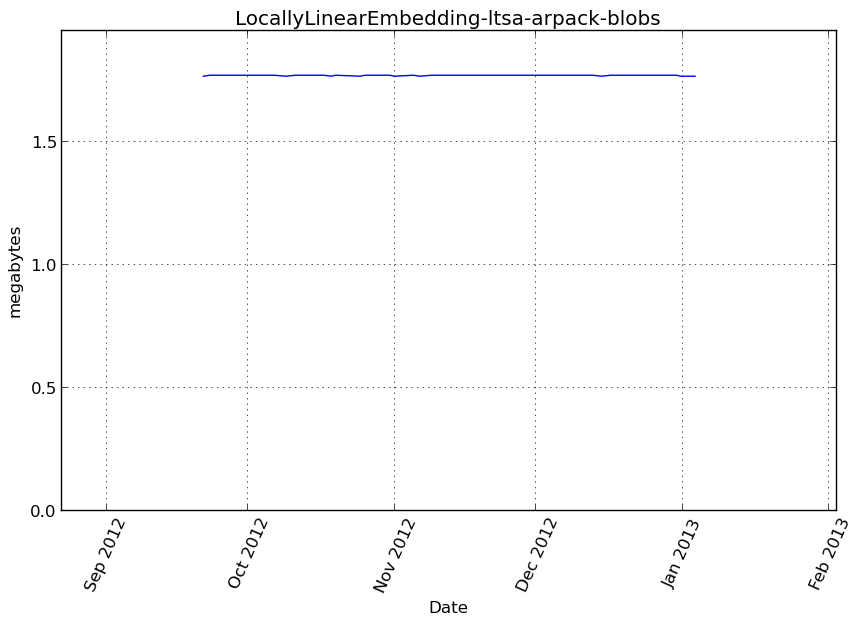 LocallyLinearEmbedding-ltsa-arpack-blobs
megabytes
1.5
1.0
0.5
0.0
Sep 2012
Oct 2012
Nov 2012
Dec 2012
Jan 2013
Feb 2013
Date